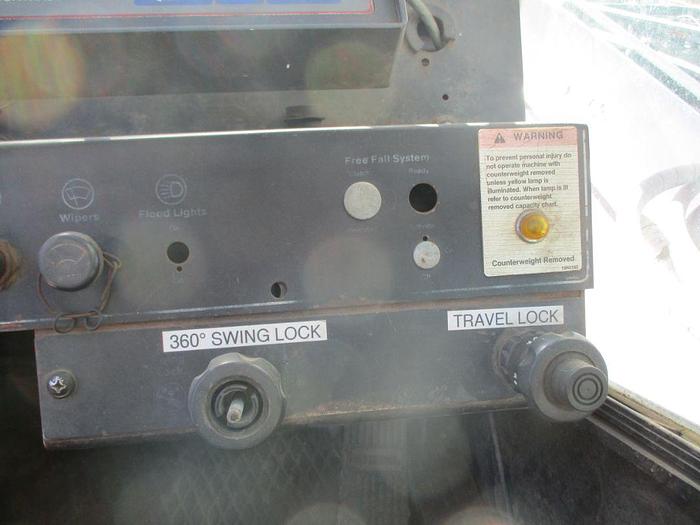 Free Fall System
Clutch
Ready
Wipers
Flood Lights
On
WARNING
To prevent personal injury do
not operate machine with
counterweight removed
unless yellow lamp is
illuminated. When lamp is lit
refer to counterweight
removed capacity chart.
Counterweight Removed
360° SWING LOCK
TRAVEL LOCK